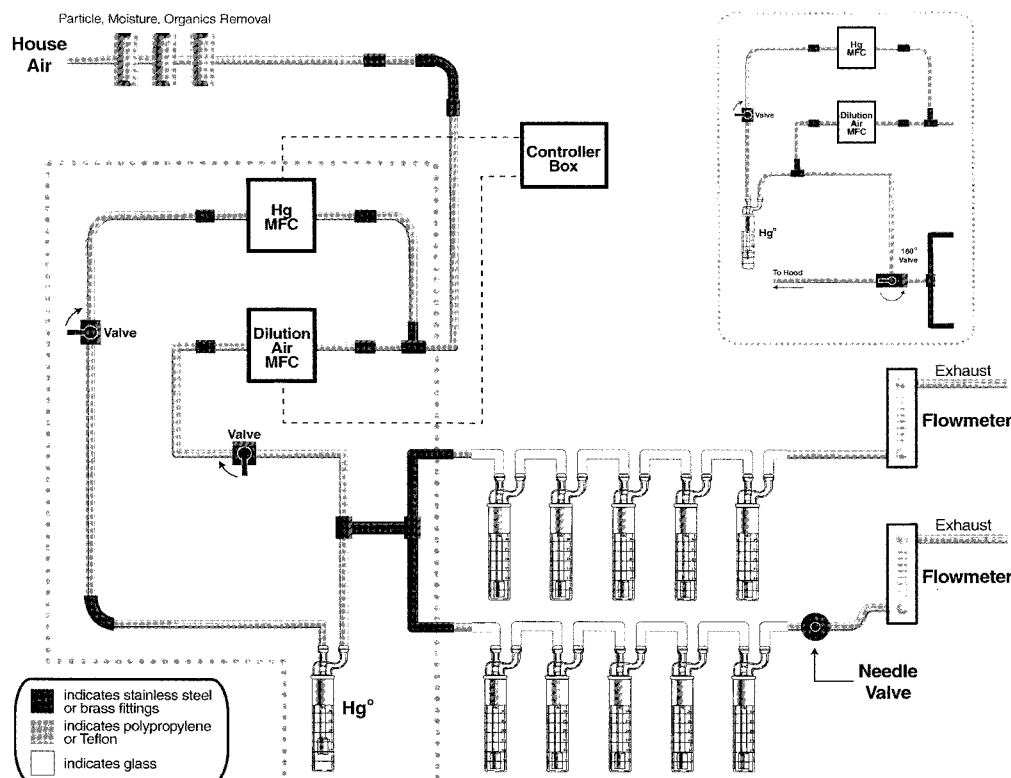 Particle, Moisture, Organics Removal
House
Air
Controller
Box
Hg
MFC
Dilution
Air
MFC
Valve
Valve
Hg°
indicates stainless steel
or brass fittings
indicates polypropylene
or Teflon
indicates glass
Hg
MFC
Dilution
Air
MFC
Valve
Hg°
180°
Valve
To Hood
Exhaust
Flowmeter
Exhaust
Flowmeter
Needle
Valve